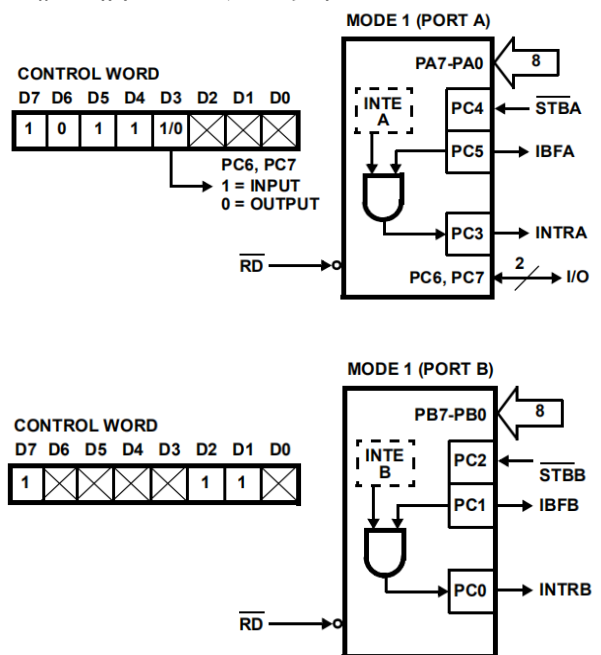 MODE 1 (PORT A)
CONTROL WORD
D7 D6 D5 D4 D3 D2 D1 D0
1 0 1 1 1/0
PC6, PC7
1 = INPUT
0 = OUTPUT
RD
PA7-PA0
8
INTE
A
PC4
STBA
PC5
IBFA
PC3
INTRA
PC6, PC7
2
I/O
MODE 1 (PORT B)
CONTROL WORD
D7 D6 D5 D4 D3 D2 D1 D0
1 1 1
RD
PB7-PB0
8
INTE
B
PC2
STBB
PC1
IBFB
PC0
INTRB